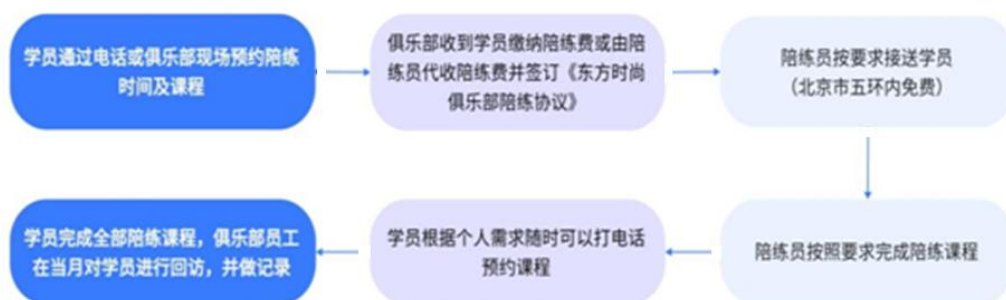 学员通过电话或俱乐部现场预约陪练
时间及课程
俱乐部收到学员缴纳陪练费或由陪
练员代收陪练费并签订《东方时尚
俱乐部陪练协议》
陪练员按要求接送学员
（北京市五环内免费）
陪练员按照要求完成陪练课程
学员根据个人需求随时可以打电话
预约课程
学员完成全部陪练课程，俱乐部员工
在当月对学员进行回访，并做记录